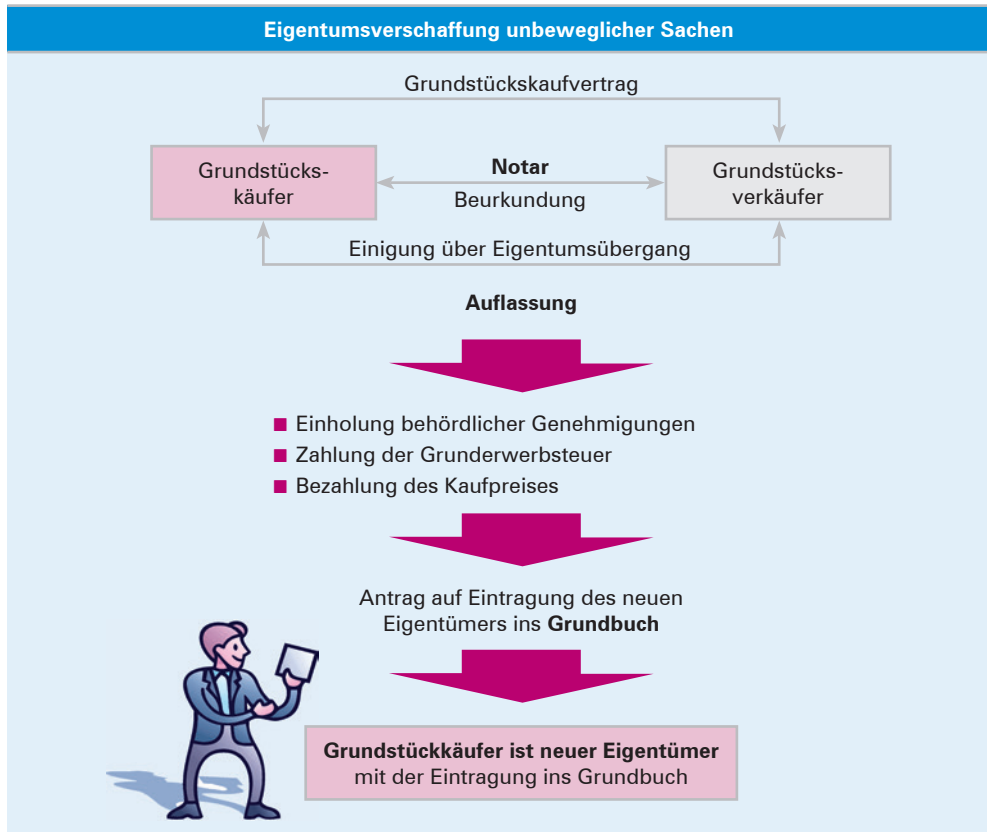 Eigentumsverschaffung unbeweglicher Sachen
Grundstückskaufvertrag
Grundstücks-
käufer
Notar
Beurkundung
Grundstücks-
verkäufer
Einigung über Eigentumsübergang
Auflassung
■ Einholung behördlicher Genehmigungen
■ Zahlung der Grunderwerbsteuer
■ Bezahlung des Kaufpreises
Antrag auf Eintragung des neuen
Eigentümers ins Grundbuch
Grundstückkäufer ist neuer Eigentümer
mit der Eintragung ins Grundbuch